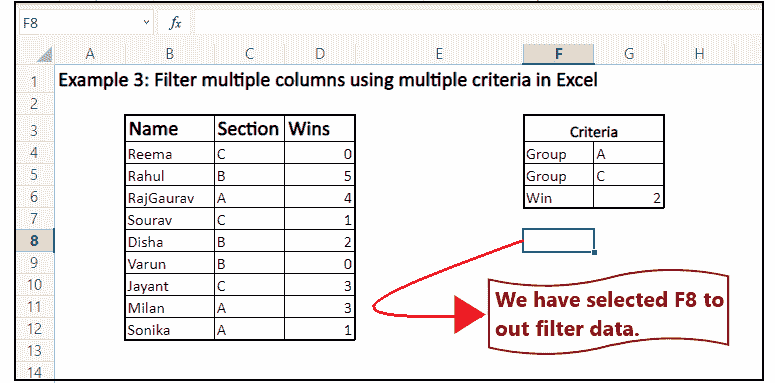 F8 fx
A B C D E F G H
1 Example 3: Filter multiple columns using multiple criteria in Excel
2
3 Name Section Wins Criteria
4 Reema C 0 Group A
5 Rahul B 5 Group C
6 RajGaurav A 4 Win 2
7 Sourav C 1
8 Disha B 2
9 Varun B 0
10 Jayant C 3
11 Milan A 3
12 Sonika A 1
13
14
We have selected F8 to
out filter data.